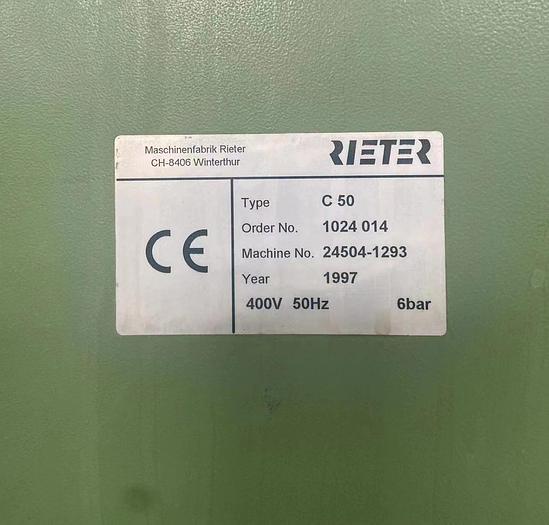 Maschinenfabrik Rieter
CH-8406 Winterthur
RIETER
CE
Type C 50
Order No. 1024 014
Machine No. 24504-1293
Year 1997
400V 50Hz 6bar